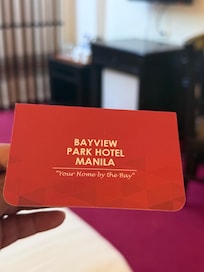 BAYVIEW
PARK HOTEL
MANILA
"Your Home by the Bay"